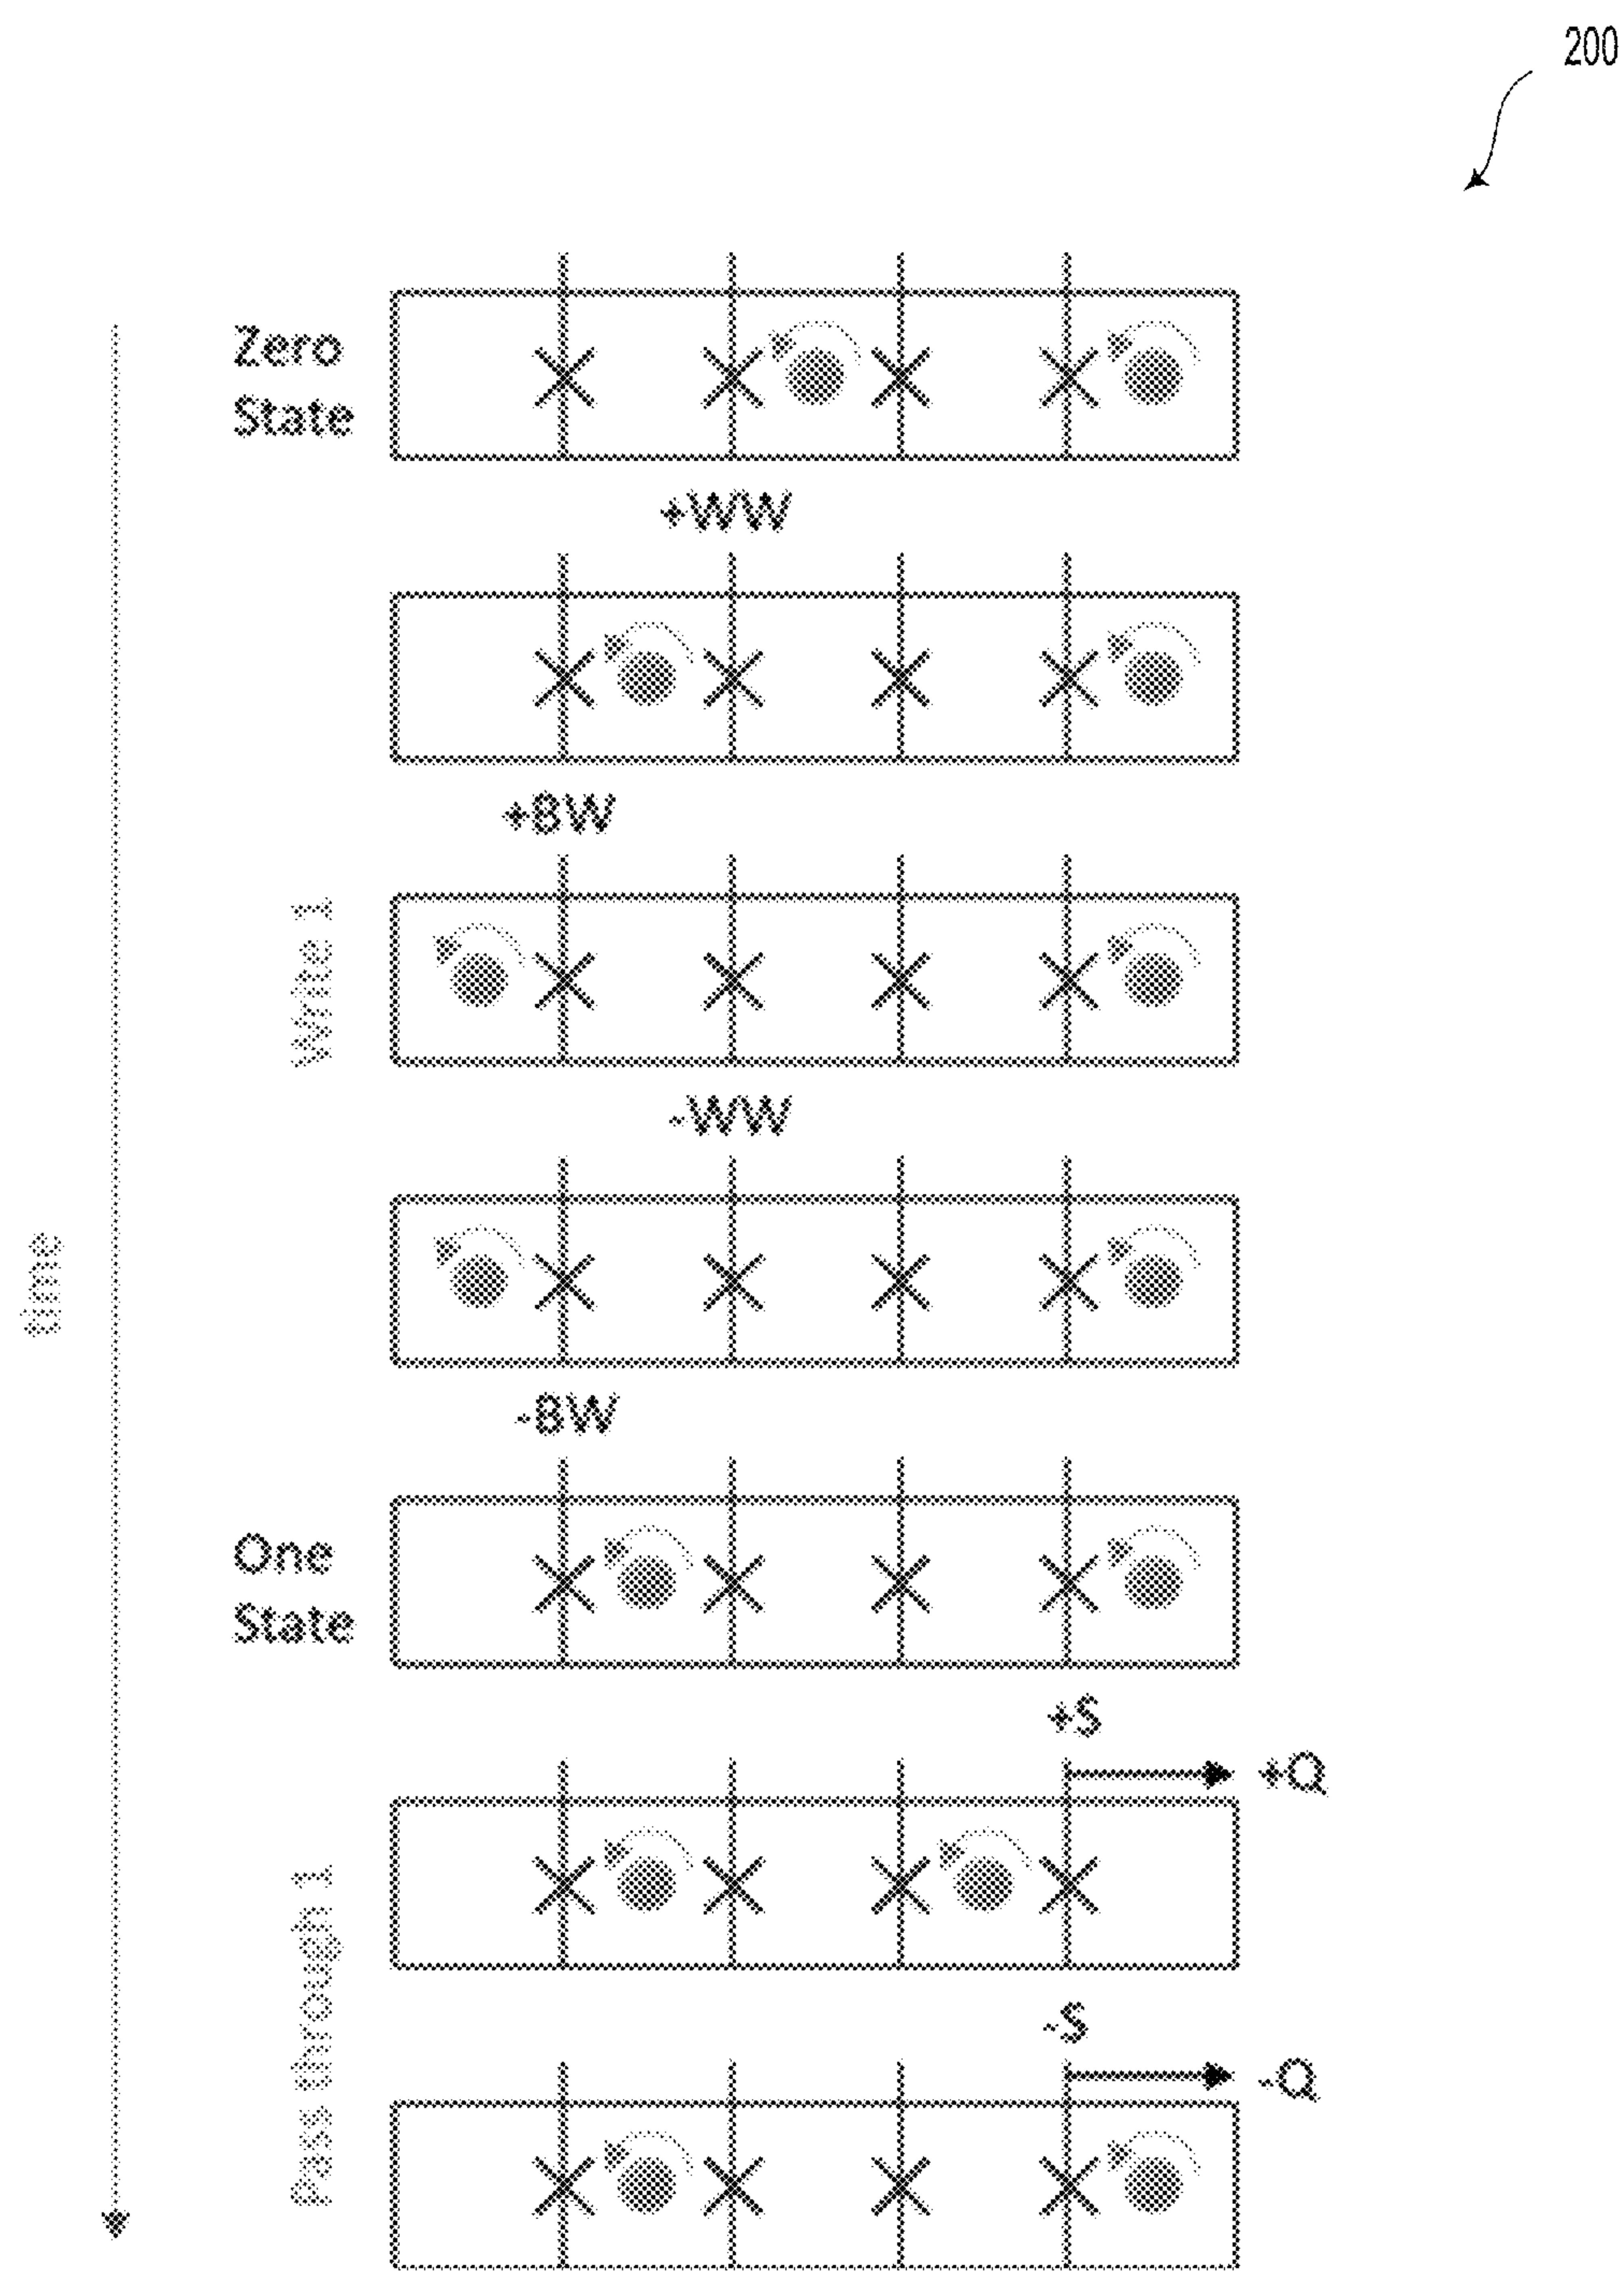 200
Zero
State
+WW
+BW
Write 1
-WW
time
-BW
One
State
+S
+Q
Pass through 1
-S
-Q